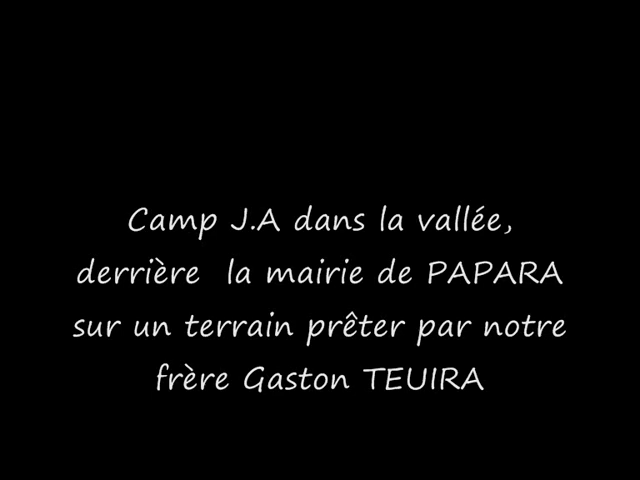 Camp J.A dans la vallée,
derrière la mairie de PAPARA
sur un terrain prêter par notre
frère Gaston TEUIRA